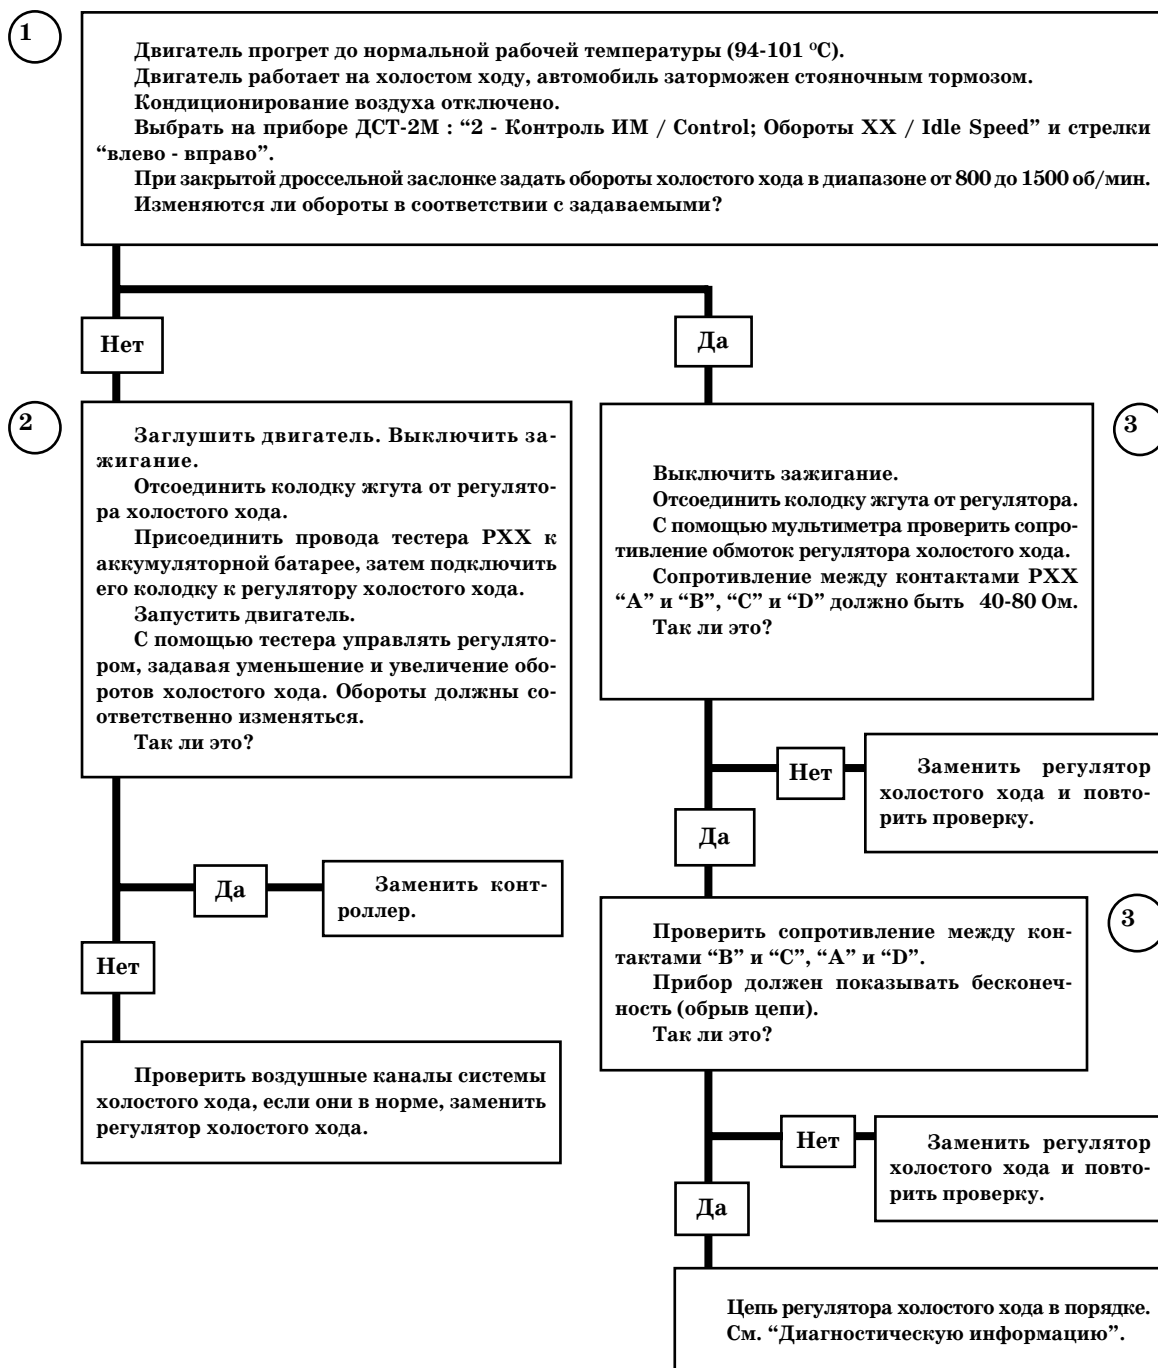 1
Двигатель прогрет до нормальной рабочей температуры (94-101 ºC).
Двигатель работает на холостом ходу, автомобиль заторможен стояночным тормозом.
Кондиционирование воздуха отключено.
Выбрать на приборе ДСТ-2М : “2 - Контроль ИМ / Control; Обороты ХХ / Idle Speed” и стрелки
“влево - вправо”.
При закрытой дроссельной заслонке задать обороты холостого хода в диапазоне от 800 до 1500 об/мин.
Изменяются ли обороты в соответствии с задаваемыми?
Нет
Да
2
Заглушить двигатель. Выключить за-
жигание.
Отсоединить колодку жгута от регулято-
ра холостого хода.
Присоединить провода тестера РХХ к
аккумуляторной батарее, затем подключить
его колодку к регулятору холостого хода.
Запустить двигатель.
С помощью тестера управлять регулято-
ром, задавая уменьшение и увеличение обо-
ротов холостого хода. Обороты должны со-
ответственно изменяться.
Так ли это?
3
Выключить зажигание.
Отсоединить колодку жгута от регулятора.
С помощью мультиметра проверить сопро-
тивление обмоток регулятора холостого хода.
Сопротивление между контактами РХХ
“А” и “В”, “С” и “D” должно быть 40-80 Ом.
Так ли это?
Нет
Заменить регулятор
холостого хода и повто-
рить проверку.
Да
Да
Заменить конт-
роллер.
Нет
3
Проверить сопротивление между кон-
тактами “В” и “С”, “А” и “D”.
Прибор должен показывать бесконеч-
ность (обрыв цепи).
Так ли это?
Проверить воздушные каналы системы
холостого хода, если они в норме, заменить
регулятор холостого хода.
Нет
Заменить регулятор
холостого хода и повто-
рить проверку.
Да
Цепь регулятора холостого хода в порядке.
См. “Диагностическую информацию”.